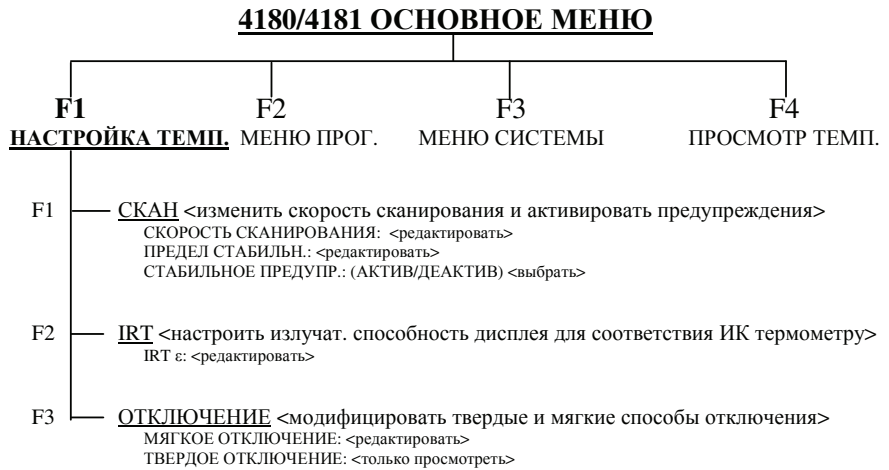 4180/4181 ОСНОВНОЕ МЕНЮ
F1 F2 F3 F4
НАСТРОЙКА ТЕМП. МЕНЮ ПРОГ. МЕНЮ СИСТЕМЫ ПРОСМОТР ТЕМП.
F1 СКАН <изменить скорость сканирования и активировать предупреждения>
СКОРОСТЬ СКАНИРОВАНИЯ: <редактировать>
ПРЕДЕЛ СТАБИЛЬН.: <редактировать>
СТАБИЛЬНОЕ ПРЕДУПР.: (АКТИВ/ДЕАКТИВ) <выбрать>
F2 IRT <настроить излучат. способность дисплея для соответствия ИК термометру>
IRT ε: <редактировать>
F3 ОТКЛЮЧЕНИЕ <модифицировать твердые и мягкие способы отключения>
МЯГКОЕ ОТКЛЮЧЕНИЕ: <редактировать>
ТВЕРДОЕ ОТКЛЮЧЕНИЕ: <только просмотреть>